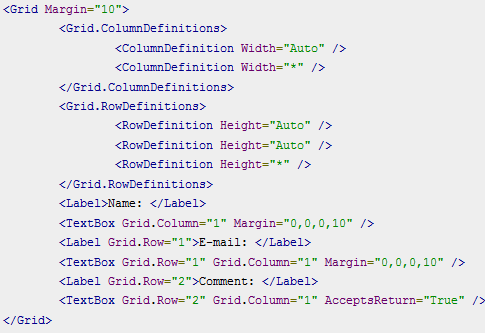 <Grid Margin="10">
<Grid.ColumnDefinitions>
<ColumnDefinition Width="Auto" />
<ColumnDefinition Width="*" />
</Grid.ColumnDefinitions>
<Grid.RowDefinitions>
<RowDefinition Height="Auto" />
<RowDefinition Height="Auto" />
<RowDefinition Height="*" />
</Grid.RowDefinitions>
<Label>Name: </Label>
<TextBox Grid.Column="1" Margin="0,0,0,10" />
<Label Grid.Row="1">E-mail: </Label>
<TextBox Grid.Row="1" Grid.Column="1" Margin="0,0,0,10" />
<Label Grid.Row="2">Comment: </Label>
<TextBox Grid.Row="2" Grid.Column="1" AcceptsReturn="True" />
</Grid>